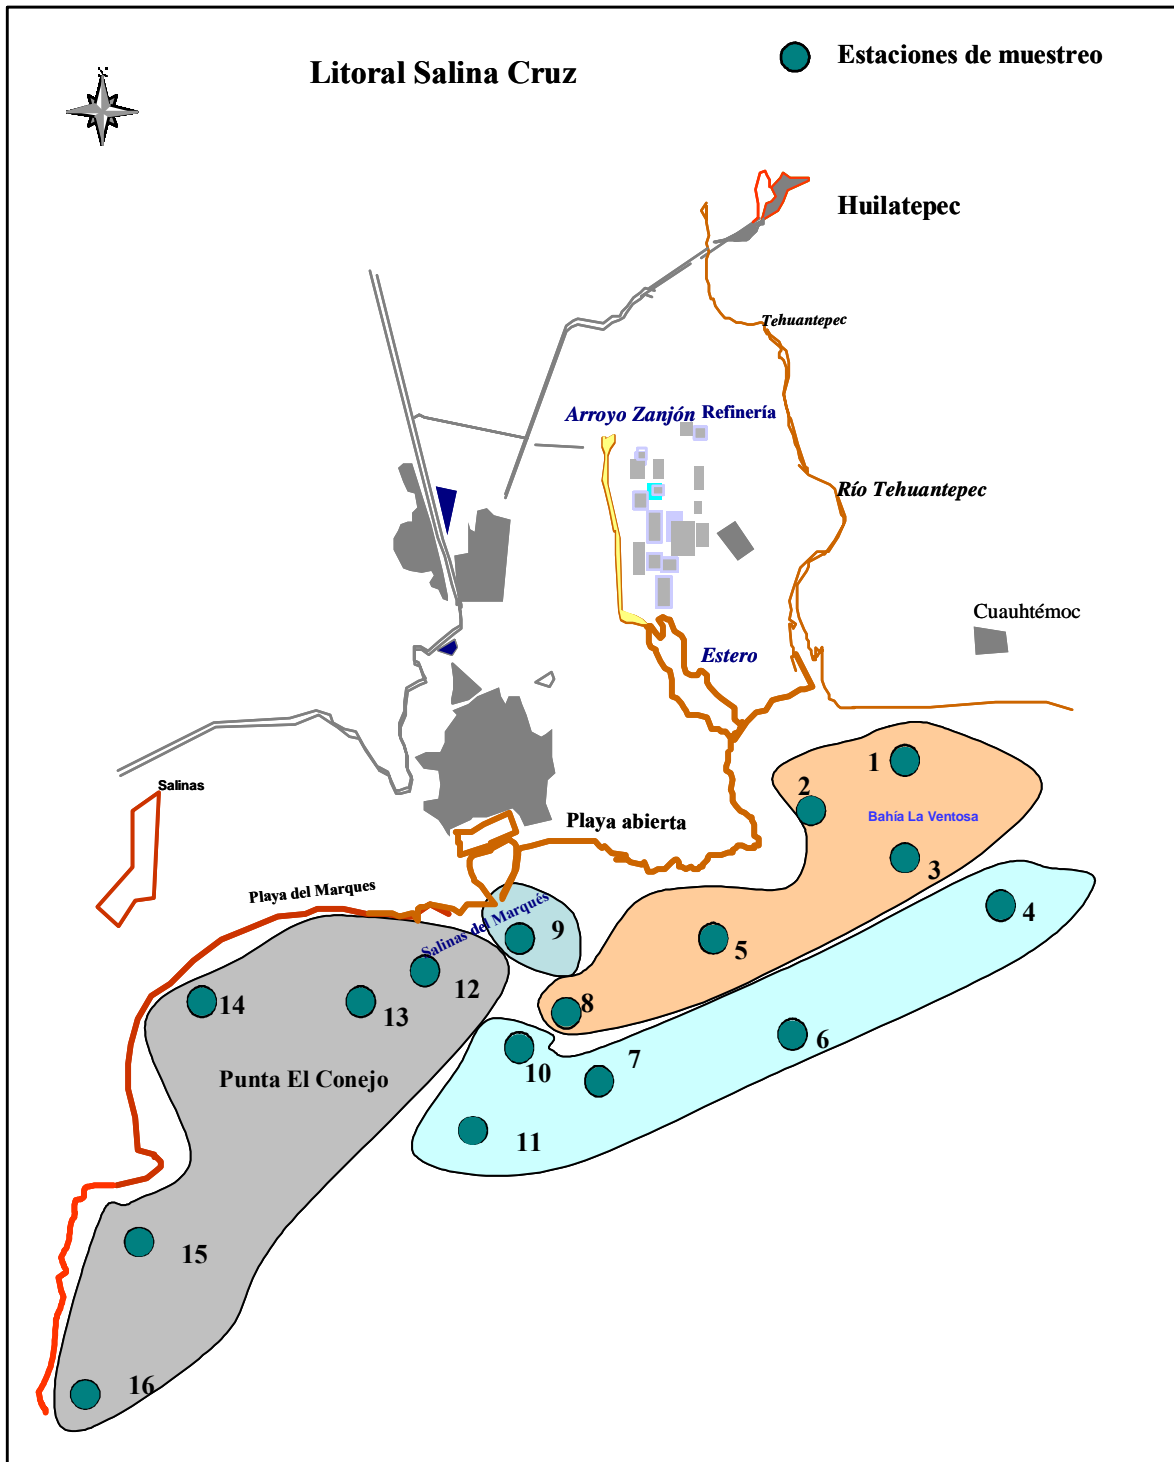 Estaciones de muestreo
Litoral Salina Cruz
Huilatepec
Tehuantepec
Arroyo Zanjón
Refinería
Río Tehuantepec
Cuauhtémoc
Estero
1
2
Salinas
Bahía La Ventosa
Playa abierta
3
Playa del Marques
4
Salinas del Marqués
9
5
12
14
13
8
6
7
10
Punta El Conejo
11
15
16